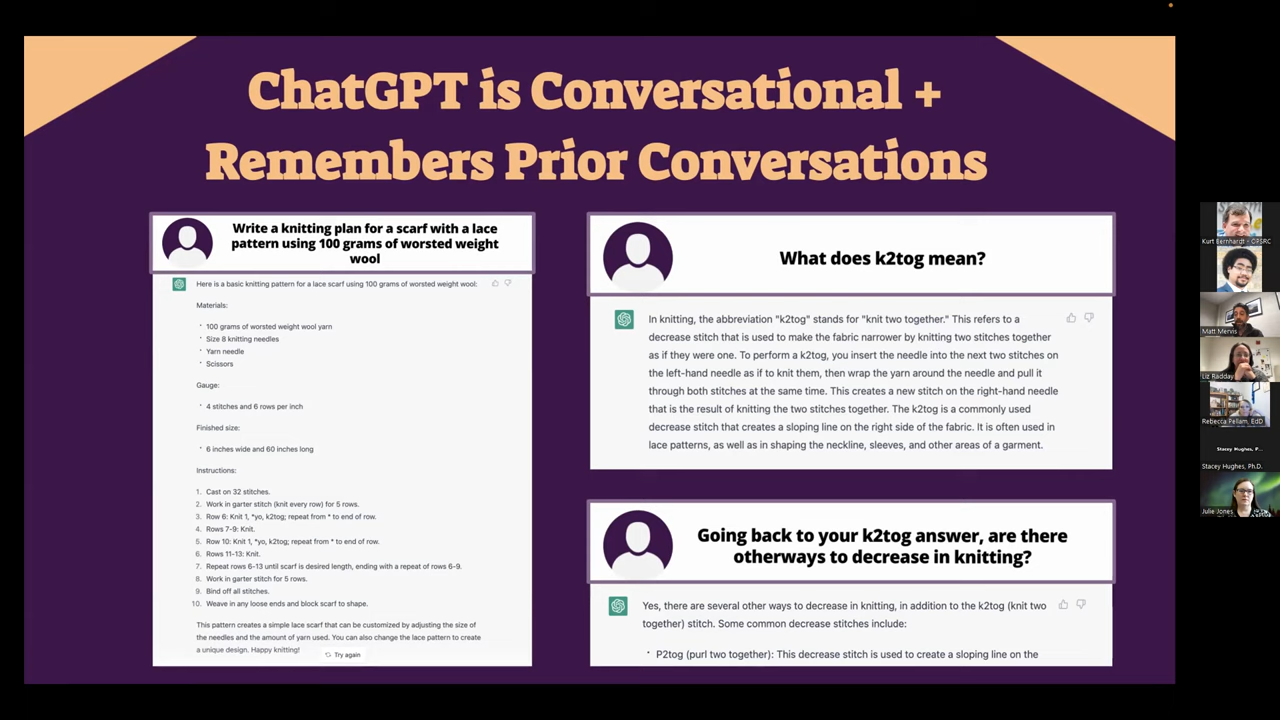 ChatGPT is Conversational +
Remembers Prior Conversations
Write a knitting plan for a scarf with a lace
pattern using 100 grams of worsted weight
wool
Here is a basic knitting pattern for a lace scarf using 100 grams of worsted weight wool:
Materials:
• 100 grams of worsted weight wool yarn
• Size 8 knitting needles
• Yarn needle
• Scissors
Gauge:
• 4 stitches and 6 rows per inch
Finished size:
• 6 inches wide and 60 inches long
Instructions:
1. Cast on 32 stitches.
2. Work in garter stitch (knit every row) for 5 rows.
3. Row 6: Knit 1, *yo, k2tog; repeat from * to end of row.
4. Rows 7-9: Knit.
5. Row 10: Knit 1, *yo, k2tog; repeat from * to end of row.
6. Rows 11-13: Knit.
7. Repeat rows 6-13 until scarf is desired length, ending with a repeat of rows 6-9.
8. Work in garter stitch for 5 rows.
9. Bind off all stitches.
10. Weave in any loose ends and block scarf to shape.
This pattern creates a simple lace scarf that can be customized by adjusting the size of
the needles and the amount of yarn used. You can also change the lace pattern to create
a unique design. Happy knitting!
Try again
What does k2tog mean?
In knitting, the abbreviation "k2tog" stands for "knit two together." This refers to a
decrease stitch that is used to make the fabric narrower by knitting two stitches together
as if they were one. To perform a k2tog, you insert the needle into the next two stitches on
the left-hand needle as if to knit them, then wrap the yarn around the needle and pull it
through both stitches at the same time. This creates a new stitch on the right-hand needle
that is the result of knitting the two stitches together. The k2tog is a commonly used
decrease stitch that creates a sloping line on the right side of the fabric. It is often used in
lace patterns, as well as in shaping the neckline, sleeves, and other areas of a garment.
Going back to your k2tog answer, are there
otherways to decrease in knitting?
Yes, there are several other ways to decrease in knitting, in addition to the k2tog (knit two
together) stitch. Some common decrease stitches include:
• P2tog (purl two together): This decrease stitch is used to create a sloping line on the
Kurt Bernhardt - OPSRC
Matt Mervis
Liz Radday
Rebecca Pellam, EdD
Stacey Hughes, P...
Stacey Hughes, Ph.D.
Julie Jones